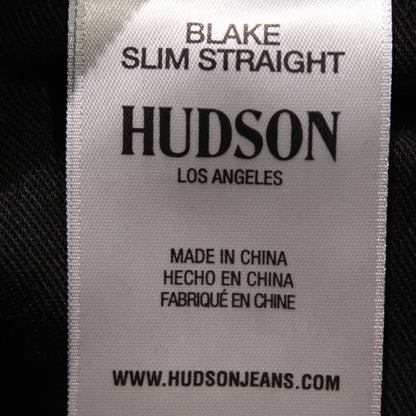 BLAKE
SLIM STRAIGHT
HUDSON
LOS ANGELES
MADE IN CHINA
HECHO EN CHINA
FABRIQUÉ EN CHINE
WWW.HUDSONJEANS.COM